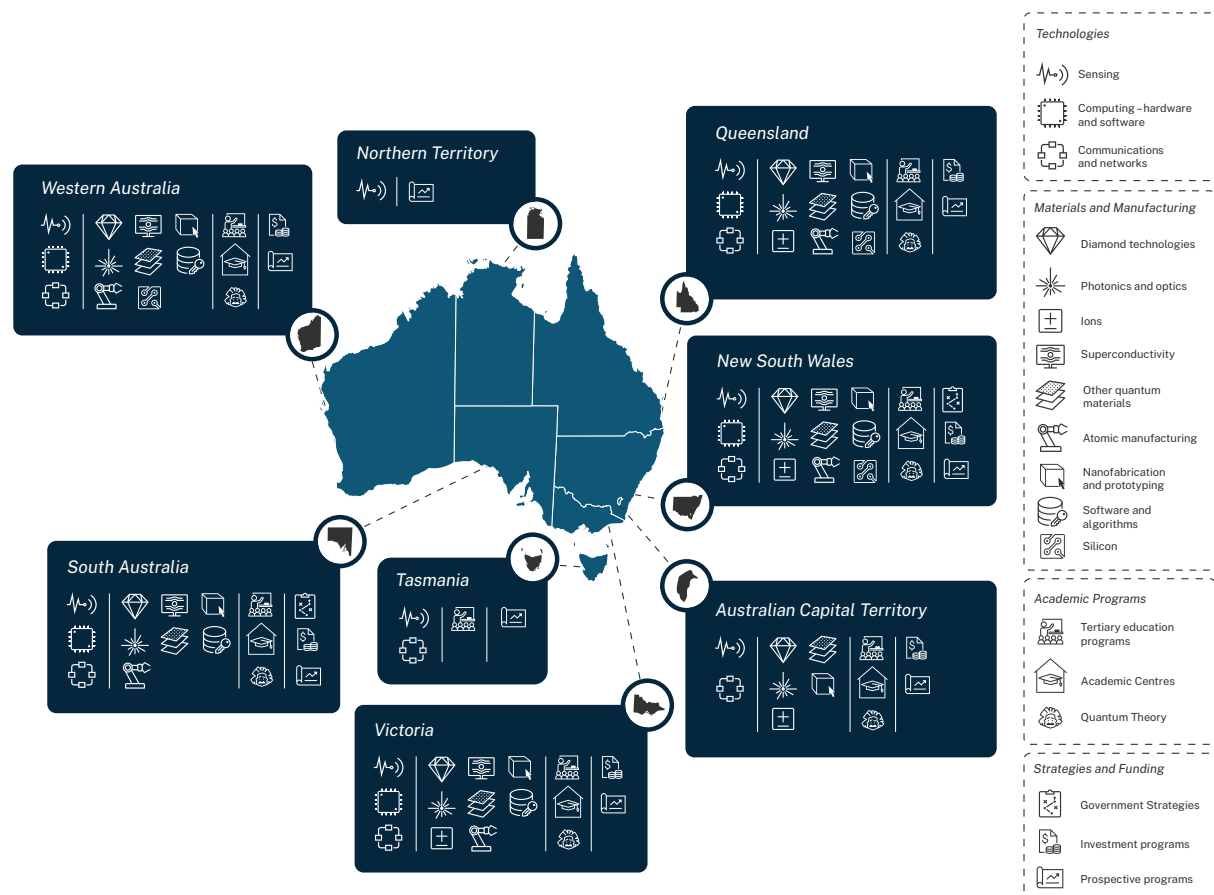 Technologies
Sensing
Computing – hardware
and software
Communications
and networks
Materials and Manufacturing
Diamond technologies
Photonics and optics
Ions
Superconductivity
Other quantum
materials
Atomic manufacturing
Nanofabrication
and prototyping
Software and
algorithms
Silicon
Academic Programs
Tertiary education
programs
Academic Centres
Quantum Theory
Strategies and Funding
Government Strategies
Investment programs
Prospective programs
Queensland
Northern Territory
Western Australia
New South Wales
South Australia
Tasmania
Australian Capital Territory
Victoria